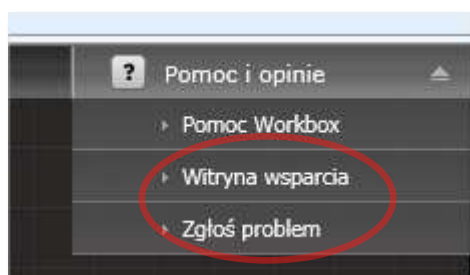 ? Pomoc i opinie
Pomoc Workbox
Witryna wsparcia
Zgłoś problem